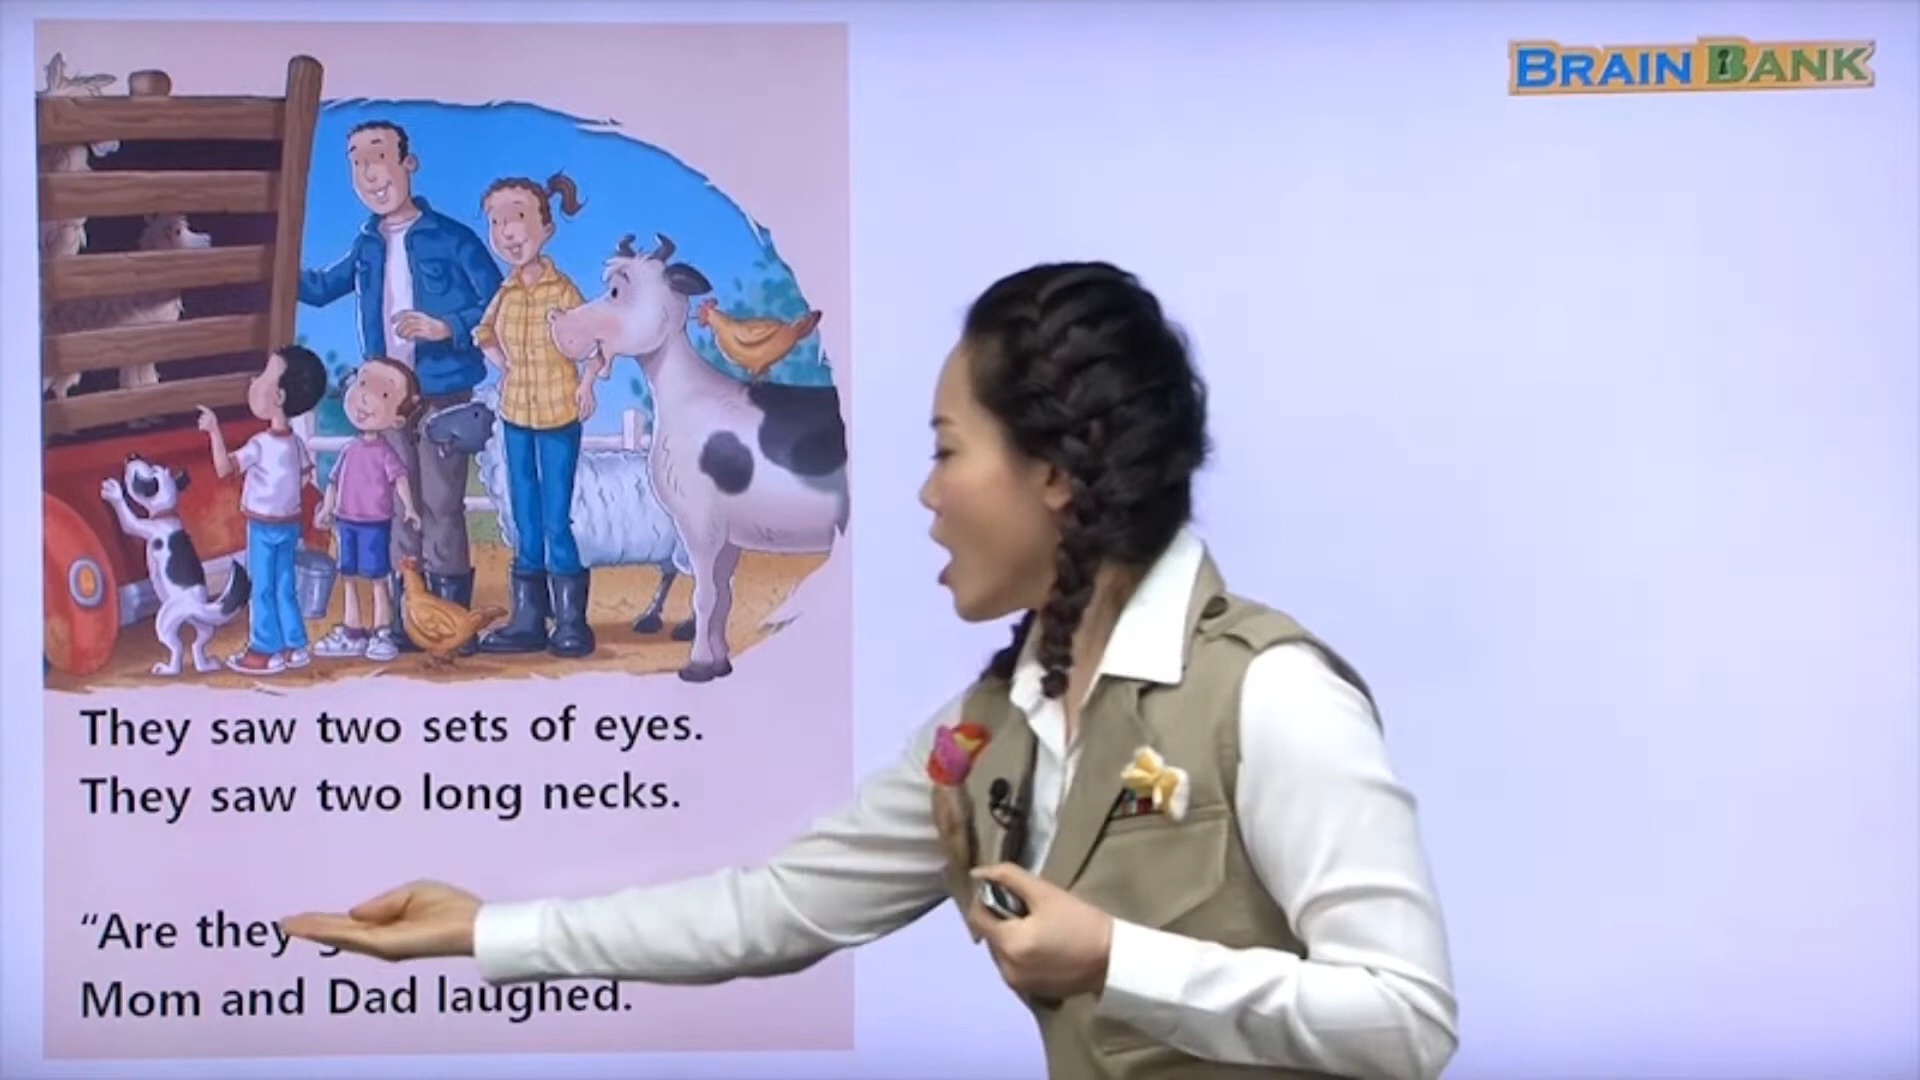 BRAIN BANK
They saw two sets of eyes.
They saw two long necks.
“Are they
Mom and Dad laughed.